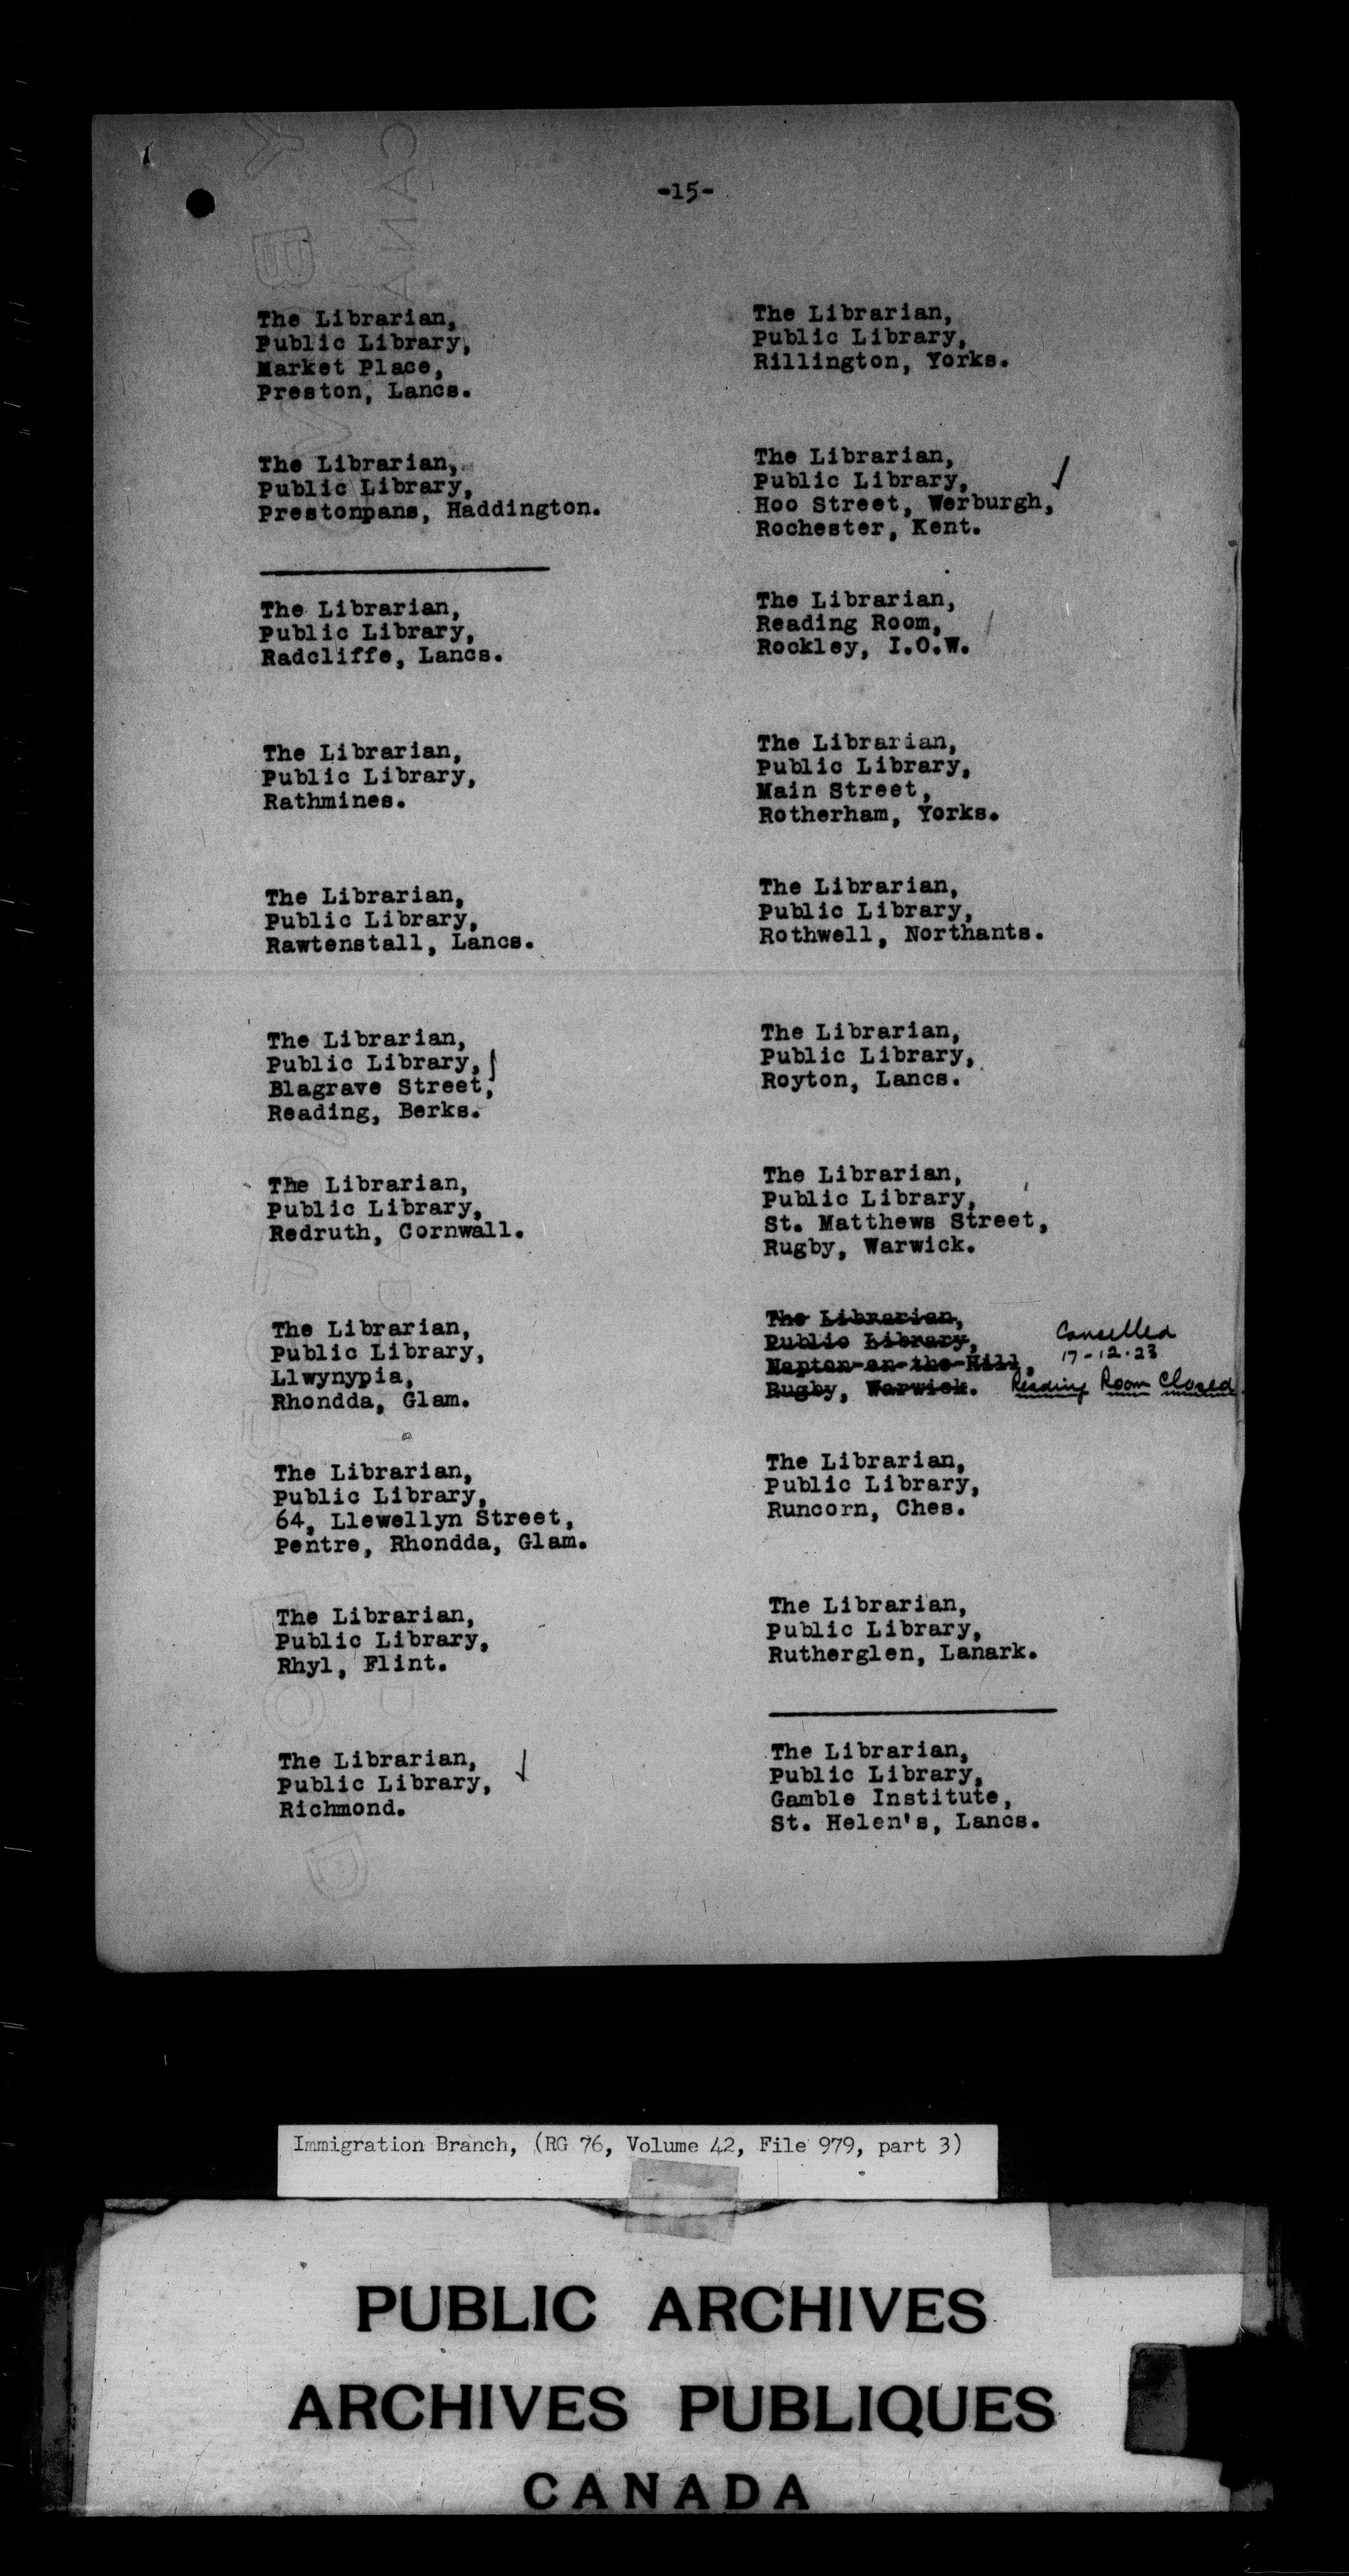 -15-
The Librarian,
Public Library,
Market Place,
Preston, Lancs.
The Librarian,
Public Library,
Prestonpans, Haddington.
The Librarian,
Public Library,
Radcliffe, Lancs.
The Librarian,
Public Library,
Rathmines.
The Librarian,
Public Library,
Rawtenstall, Lancs.
The Librarian,
Public Library,
Blagrave Street,
Reading, Berks.
The Librarian,
Public Library,
Redruth, Cornwall.
The Librarian,
Public Library,
Llwynypia,
Rhondda, Glam.
The Librarian,
Public Library,
64, Llewellyn Street,
Pentre, Rhondda, Glam.
The Librarian,
Public Library,
Rhyl, Flint.
The Librarian,
Public Library,
Richmond.
The Librarian,
Public Library,
Rillington, Yorks.
The Librarian,
Public Library,
Hoo Street, Werburgh,
Rochester, Kent.
The Librarian,
Reading Room,
Rockley, I.O.W.
The Librarian,
Public Library,
Main Street,
Rotherham, Yorks.
The Librarian,
Public Library,
Rothwell, Northants.
The Librarian,
Public Library,
Royton, Lancs.
The Librarian,
Public Library,
St. Matthews Street,
Rugby, Warwick.
The Librarian,
Public Library,
Napton-on-the-Hill,
Rugby, Warwick.
Cancelled
17-12-23
Reading Room Closed
The Librarian,
Public Library,
Runcorn, Ches.
The Librarian,
Public Library,
Rutherglen, Lanark.
The Librarian,
Public Library,
Gamble Institute,
St. Helen's, Lancs.
Immigration Branch, (RG 76, Volume 42, File 979, part 3)
PUBLIC ARCHIVES
ARCHIVES PUBLIQUES
CANADA